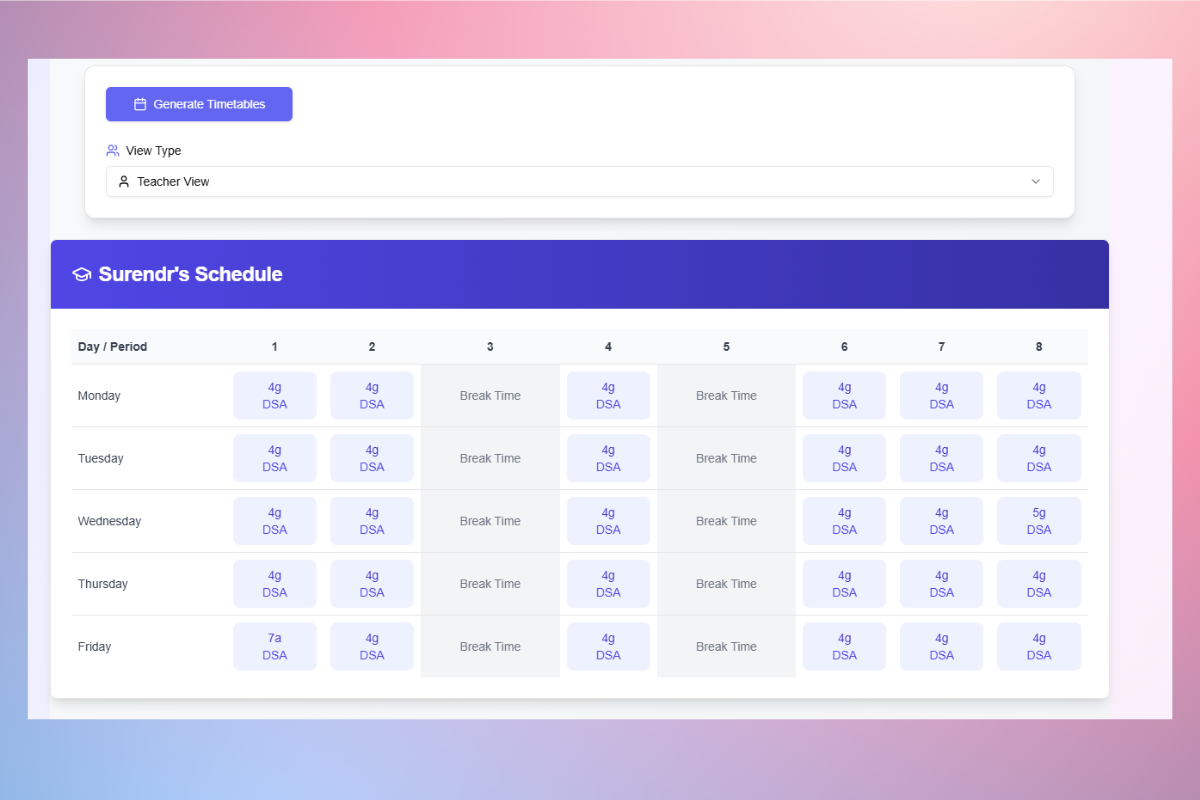 Generate Timetables
View Type
Teacher View
Surendr's Schedule
Day / Period 1 2 3 4 5 6 7 8
Monday 4g DSA 4g DSA Break Time 4g DSA Break Time 4g DSA 4g DSA 4g DSA
Tuesday 4g DSA 4g DSA Break Time 4g DSA Break Time 4g DSA 4g DSA 4g DSA
Wednesday 4g DSA 4g DSA Break Time 4g DSA Break Time 4g DSA 4g DSA 5g DSA
Thursday 4g DSA 4g DSA Break Time 4g DSA Break Time 4g DSA 4g DSA 4g DSA
Friday 7a DSA 4g DSA Break Time 4g DSA Break Time 4g DSA 4g DSA 4g DSA